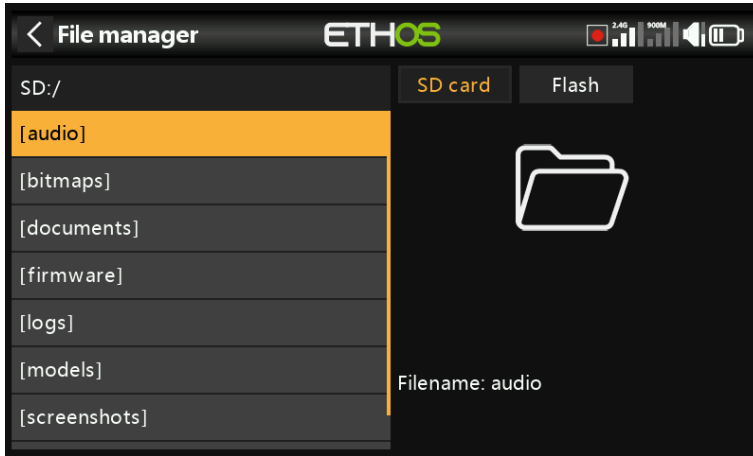 File manager
ETHOS
2.4G
900M
SD:/
SD card
Flash
[audio]
[bitmaps]
[documents]
[firmware]
[logs]
[models]
[screenshots]
Filename: audio